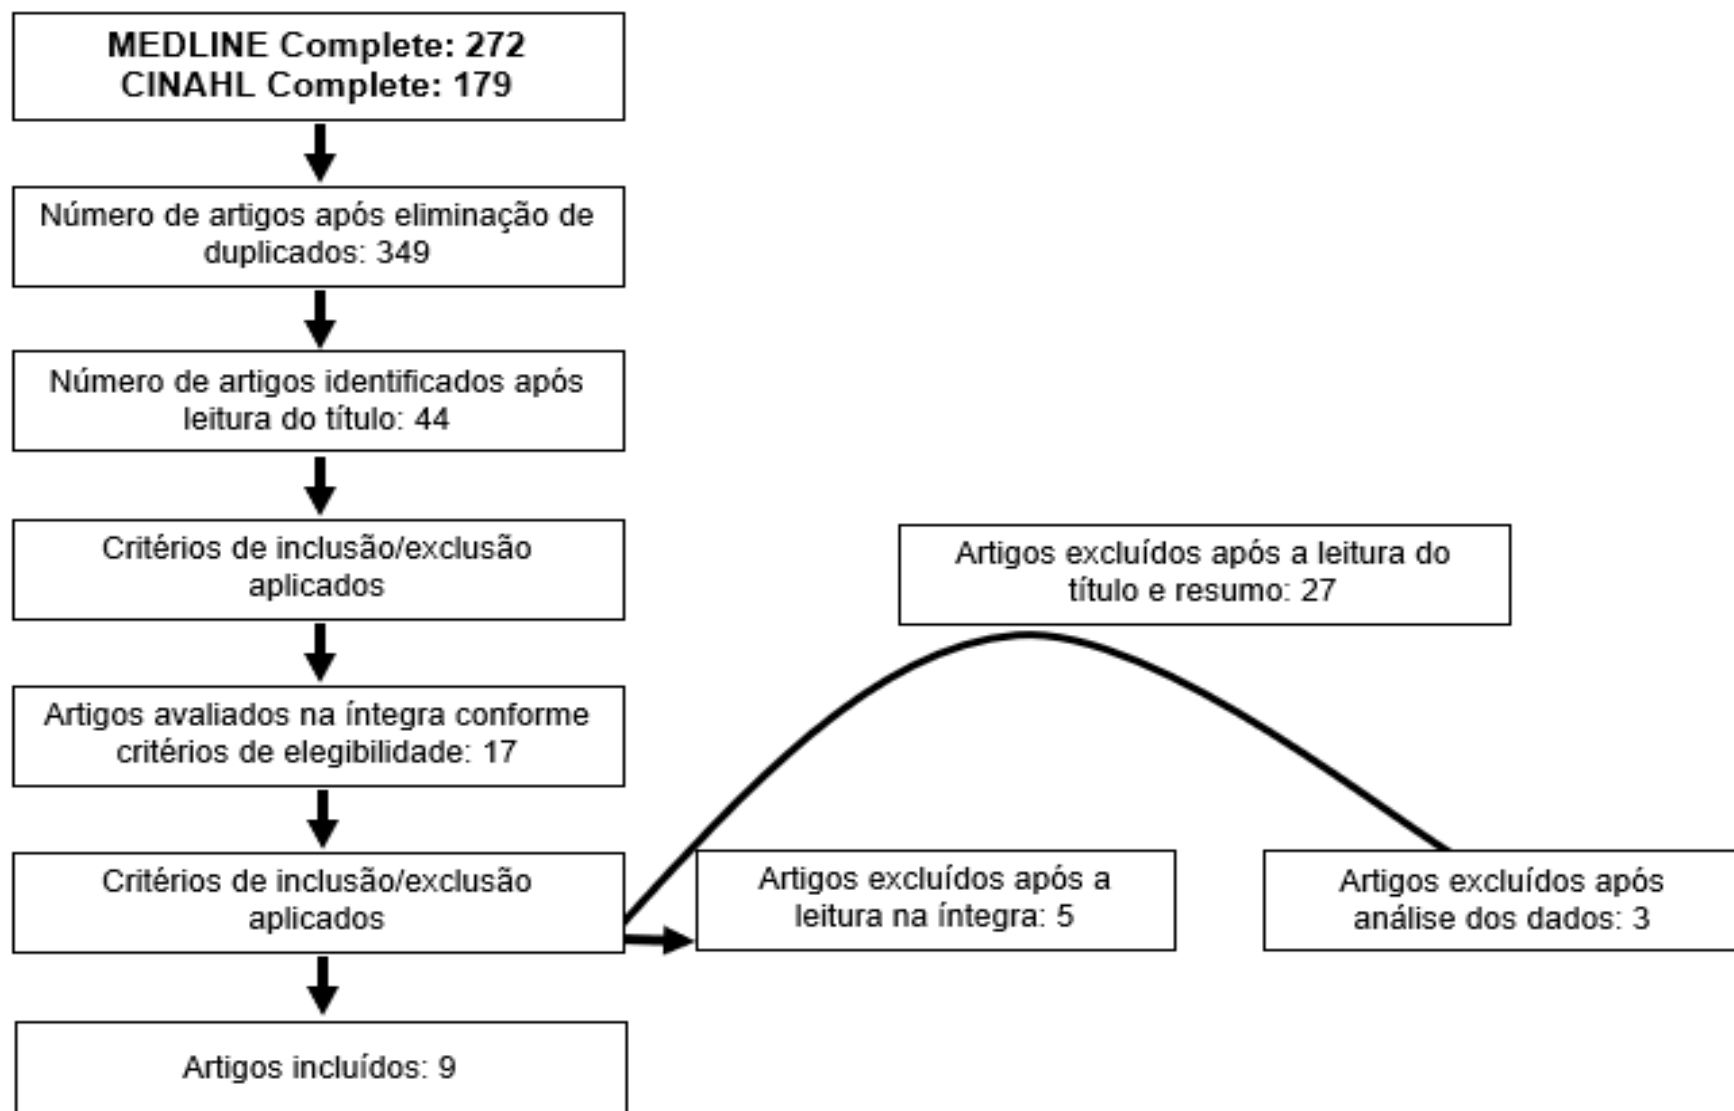 MEDLINE Complete: 272
CINAHL Complete: 179
Número de artigos após eliminação de
duplicados: 349
Número de artigos identificados após
leitura do título: 44
Critérios de inclusão/exclusão
aplicados
Artigos excluídos após a leitura do
título e resumo: 27
Artigos avaliados na íntegra conforme
critérios de elegibilidade: 17
Critérios de inclusão/exclusão
aplicados
Artigos excluídos após a
leitura na íntegra: 5
Artigos excluídos após
análise dos dados: 3
Artigos incluídos: 9